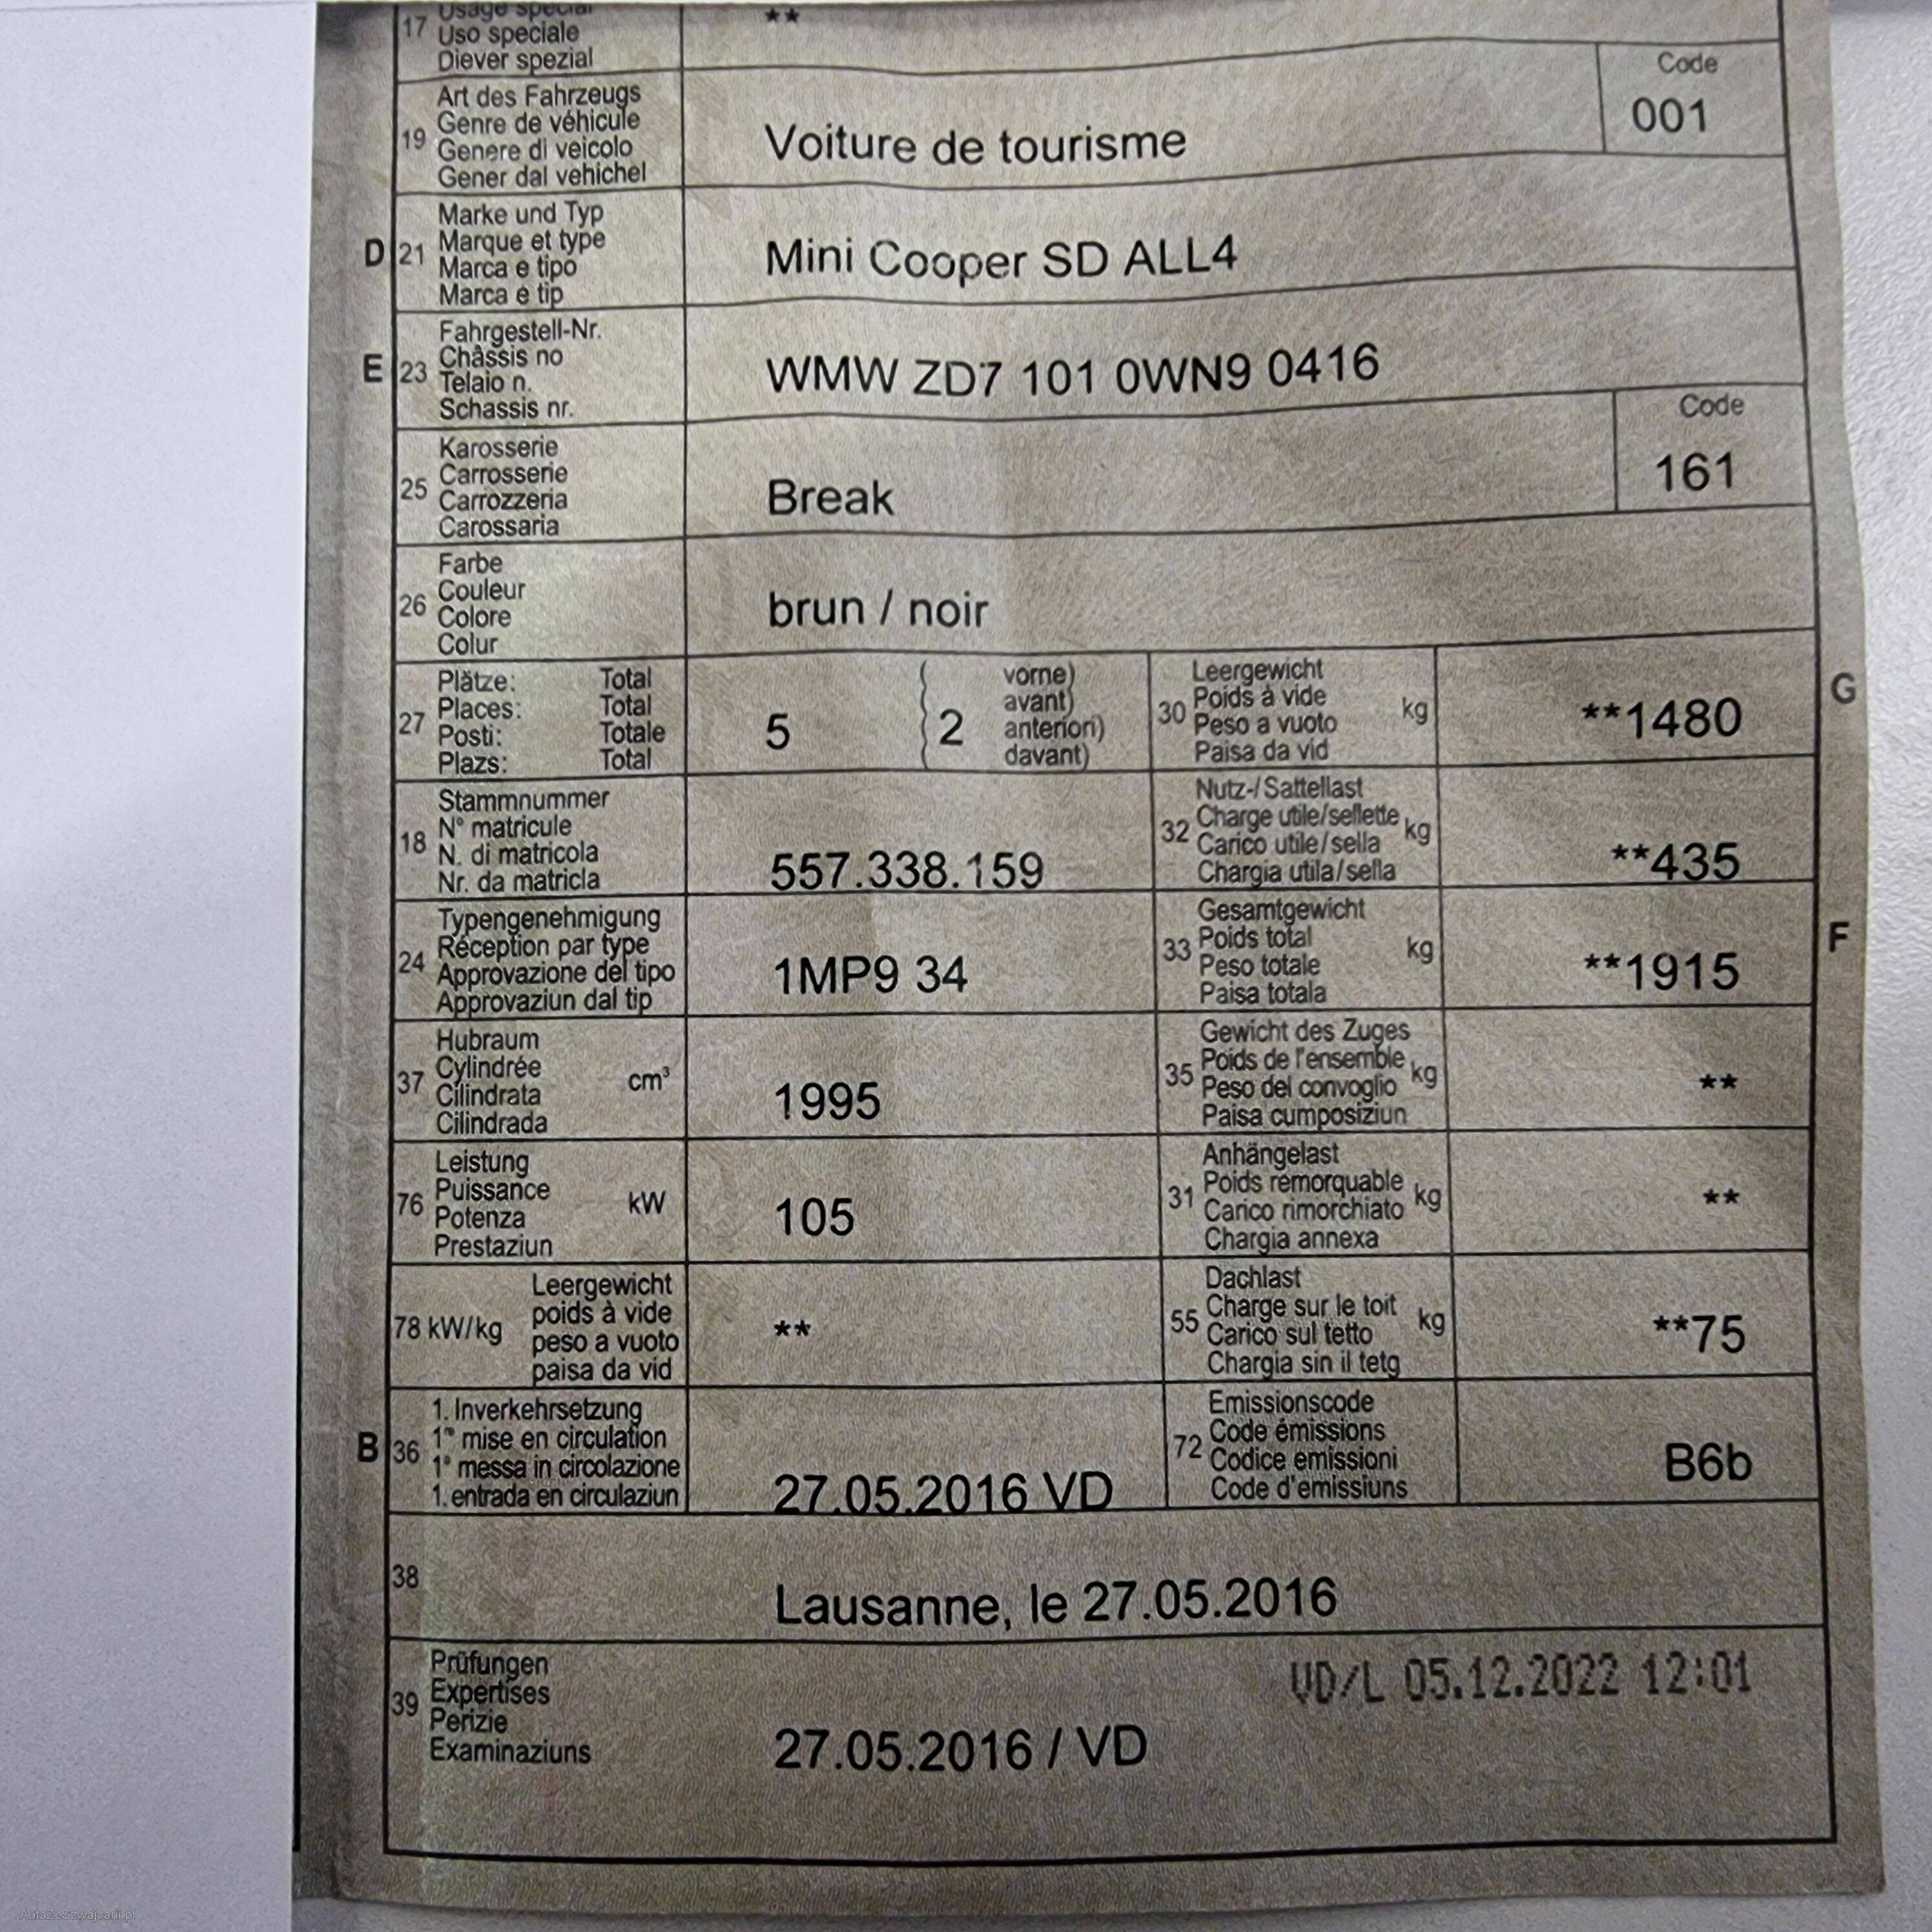 17 Usage spécial **
Uso speciale
Diever spezial
Art des Fahrzeugs Code
19 Genre de véhicule Voiture de tourisme 001
Genere di veicolo
Gener dal vehichel
Marke und Typ
D 21 Marque et type Mini Cooper SD ALL4
Marca e tipo
Marca e tip
Fahrgestell-Nr.
E 23 Châssis no WMW ZD7 101 0WN9 0416
Telaio n.
Schassis nr.
Karosserie Code
25 Carrosserie Break 161
Carrozzeria
Carossaria
Farbe
26 Couleur brun / noir
Colore
Colur
Plätze: Total vorne) Leergewicht
27 Places: Total 5 ( 2 avant) 30 Poids à vide kg **1480 G
Posti: Totale anteriori) Peso a vuoto
Plazs: Total davant) Paisa da vid
Stammnummer Nutz-/Sattellast
18 N° matricule 557.338.159 32 Charge utile/sellette kg **435
N. di matricola Carico utile/sella
Nr. da matricla Chargia utila/sella
Typengenehmigung Gesamtgewicht
24 Réception par type 1MP9 34 33 Poids total kg **1915 F
Approvazione del tipo Peso totale
Approvaziun dal tip Paisa totala
Hubraum Gewicht des Zuges
37 Cylindrée cm³ 1995 35 Poids de l'ensemble kg **
Cilindrata Peso del convoglio
Cilindrada Paisa cumposiziun
Leistung Anhängelast
76 Puissance kW 105 31 Poids remorquable kg **
Potenza Carico rimorchiato
Prestaziun Chargia annexa
Leergewicht Dachlast
78 kW/kg poids à vide ** 55 Charge sur le toit kg **75
peso a vuoto Carico sul tetto
paisa da vid Chargia sin il tetg
1. Inverkehrsetzung Emissionscode
B 36 1re mise en circulation 27.05.2016 VD 72 Code émissions B6b
1a messa in circolazione Codice emissioni
1. entrada en circulaziun Code d'emissiuns
38 Lausanne, le 27.05.2016
Prüfungen VD/L 05.12.2022 12:01
39 Expertises
Perizie 27.05.2016 / VD
Examinaziuns
AutaZeSzwajcarii.pl